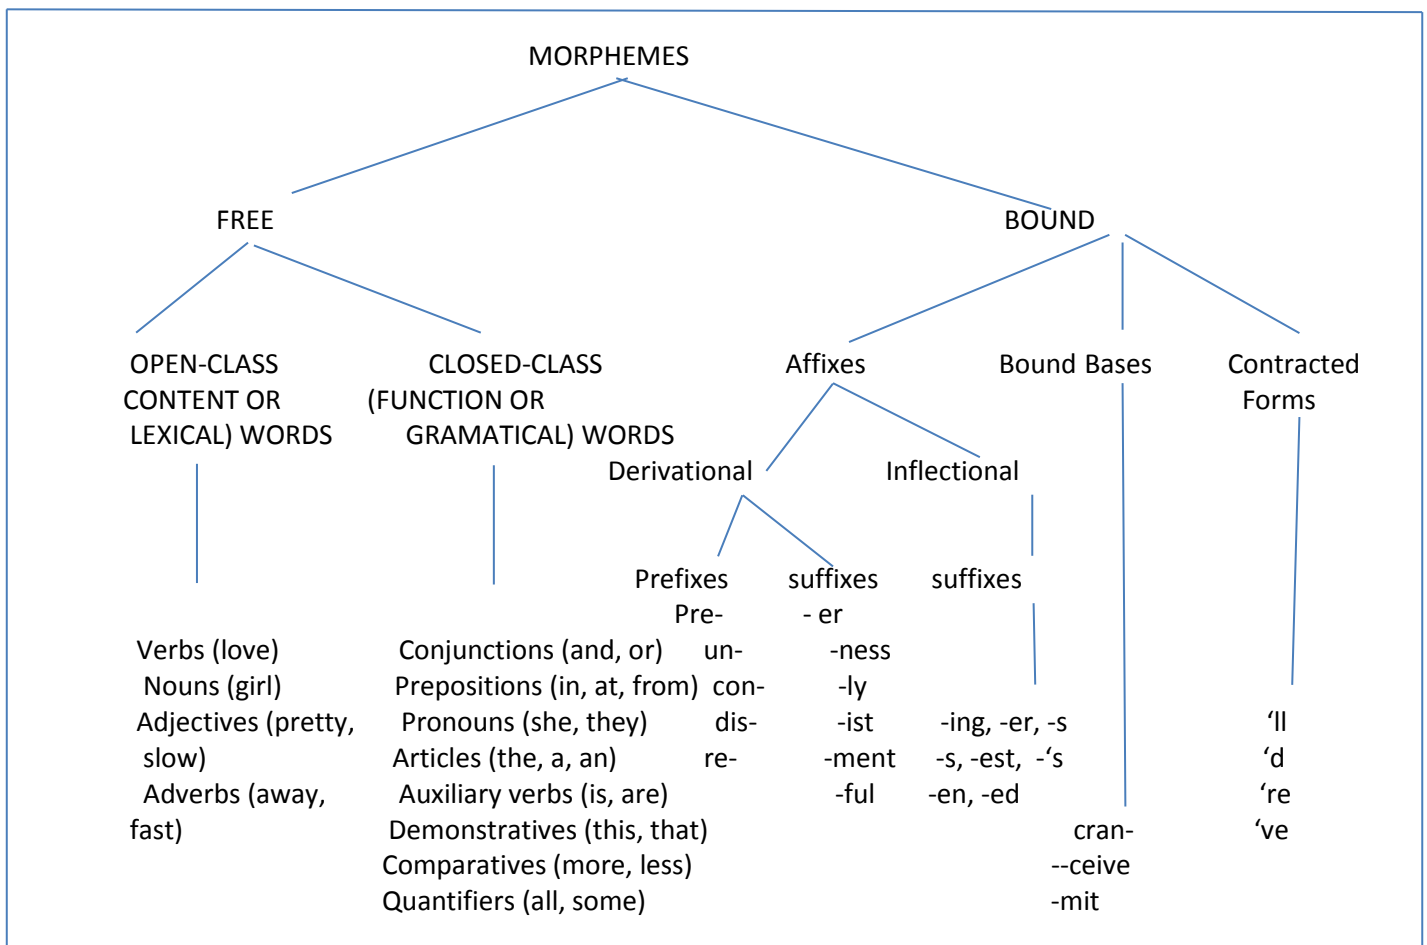 MORPHEMES
FREE BOUND
OPEN-CLASS CLOSED-CLASS Affixes Bound Bases Contracted
CONTENT OR (FUNCTION OR Forms
LEXICAL) WORDS GRAMATICAL) WORDS
Derivational Inflectional
Prefixes suffixes suffixes
Pre- - er
Verbs (love) Conjunctions (and, or) un- -ness
Nouns (girl) Prepositions (in, at, from) con- -ly
Adjectives (pretty, Pronouns (she, they) dis- -ist -ing, -er, -s ‘ll
slow) Articles (the, a, an) re- -ment -s, -est, -‘s ‘d
Adverbs (away, Auxiliary verbs (is, are) -ful -en, -ed ‘re
fast) Demonstratives (this, that) cran- ‘ve
Comparatives (more, less) --ceive
Quantifiers (all, some) -mit